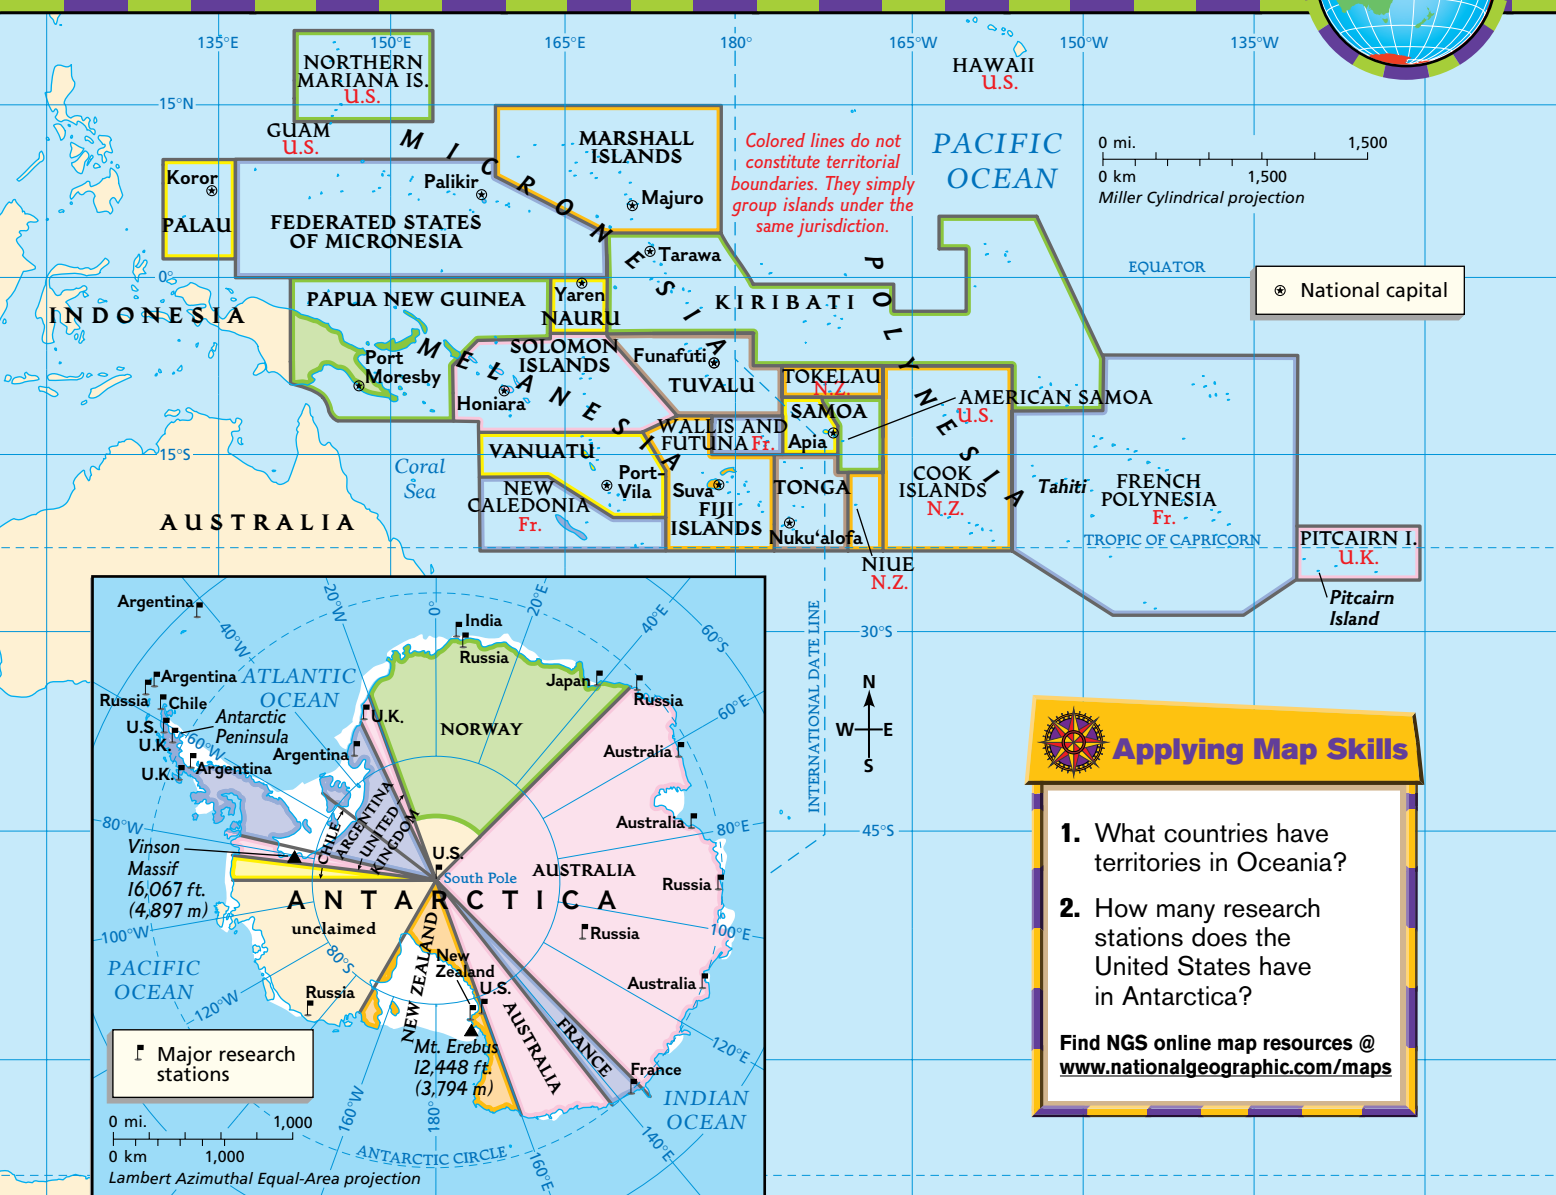 135°E
150°E
165°E
180°
165°W
150°W
135°W
NORTHERN
MARIANA IS.
U.S.
HAWAII
U.S.
15°N
GUAM
U.S.
MICRONESIA
MARSHALL
ISLANDS
Majuro
Colored lines do not
constitute territorial
boundaries. They simply
group islands under the
same jurisdiction.
PACIFIC
OCEAN
0 mi.
1,500
0 km
1,500
Miller Cylindrical projection
Koror
PALAU
Palikir
FEDERATED STATES
OF MICRONESIA
Tarawa
KIRIBATI
POLYNESIA
0°
EQUATOR
National capital
INDONESIA
PAPUA NEW GUINEA
Yaren
NAURU
Port
Moresby
MELANESIA
SOLOMON
ISLANDS
Honiara
Funafuti
TUVALU
TOKELAU
N.Z.
SAMOA
Apia
AMERICAN SAMOA
U.S.
WALLIS AND
FUTUNA Fr.
15°S
Coral
Sea
VANUATU
Port-
Vila
NEW
CALEDONIA
Fr.
Suva
FIJI
ISLANDS
TONGA
Nuku‘alofa
COOK
ISLANDS
N.Z.
Tahiti
FRENCH
POLYNESIA
Fr.
TROPIC OF CAPRICORN
PITCAIRN I.
U.K.
Pitcairn
Island
AUSTRALIA
NIUE
N.Z.
INTERNATIONAL DATE LINE
30°S
45°S
N
W
E
S
Argentina
40°W
20°W
0°
20°E
40°E
60°S
India
Russia
Japan
Russia
60°E
ATLANTIC
OCEAN
Argentina
Russia
Chile
U.S.
Antarctic
Peninsula
U.K.
60°W
U.K.
Argentina
Argentina
U.K.
NORWAY
Australia
Australia
80°E
80°W
Vinson
Massif
16,067 ft.
(4,897 m)
CHILE
ARGENTINA
UNITED
KINGDOM
U.S.
South Pole
AUSTRALIA
Russia
ANTARCTICA
unclaimed
Russia
100°E
100°W
80°S
NEW ZEALAND
New
Zealand
U.S.
Australia
PACIFIC
OCEAN
120°W
Russia
AUSTRALIA
FRANCE
Mt. Erebus
12,448 ft.
(3,794 m)
120°E
France
INDIAN
OCEAN
Major research
stations
160°W
180°
160°E
140°E
ANTARCTIC CIRCLE
0 mi.
1,000
0 km
1,000
Lambert Azimuthal Equal-Area projection
Applying Map Skills
1. What countries have
territories in Oceania?
2. How many research
stations does the
United States have
in Antarctica?
Find NGS online map resources @
www.nationalgeographic.com/maps